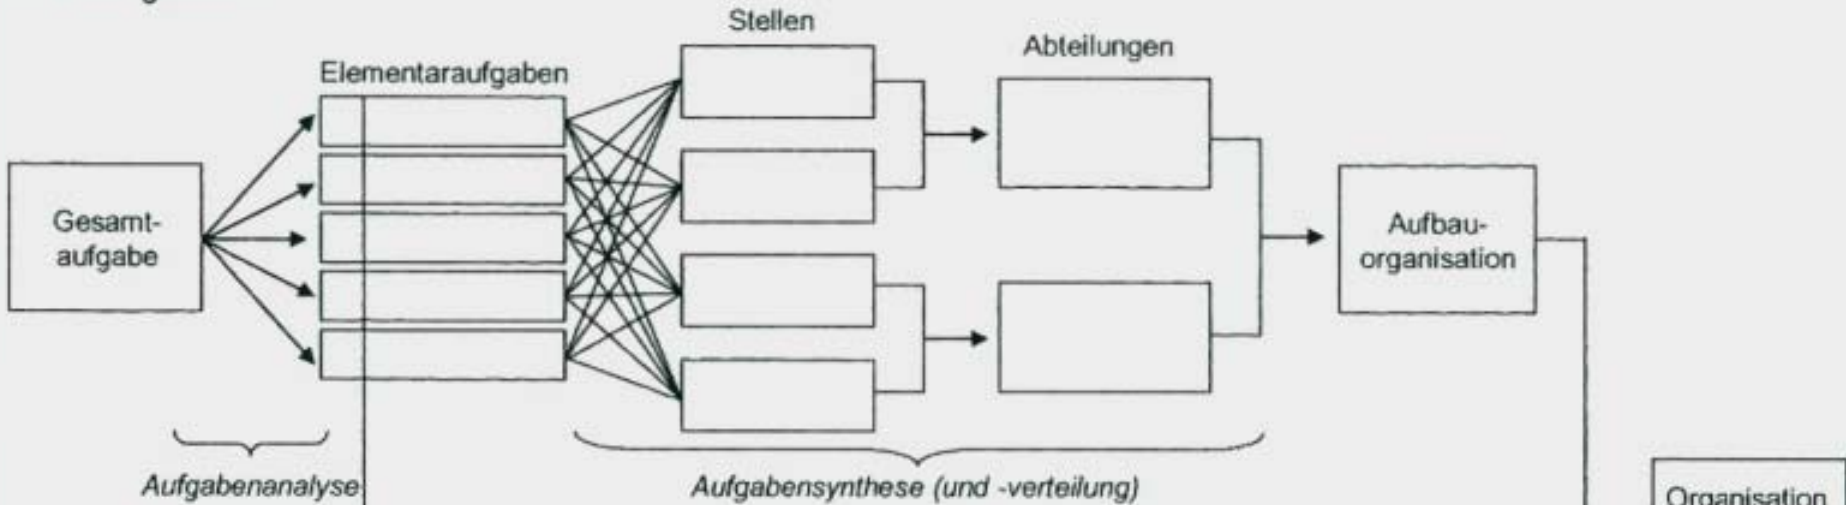 Stellen
Abteilungen
Elementaraufgaben
Gesamt-
aufgabe
Aufbau-
organisation
Aufgabenanalyse
Aufgabensynthese (und -verteilung)
Organisation